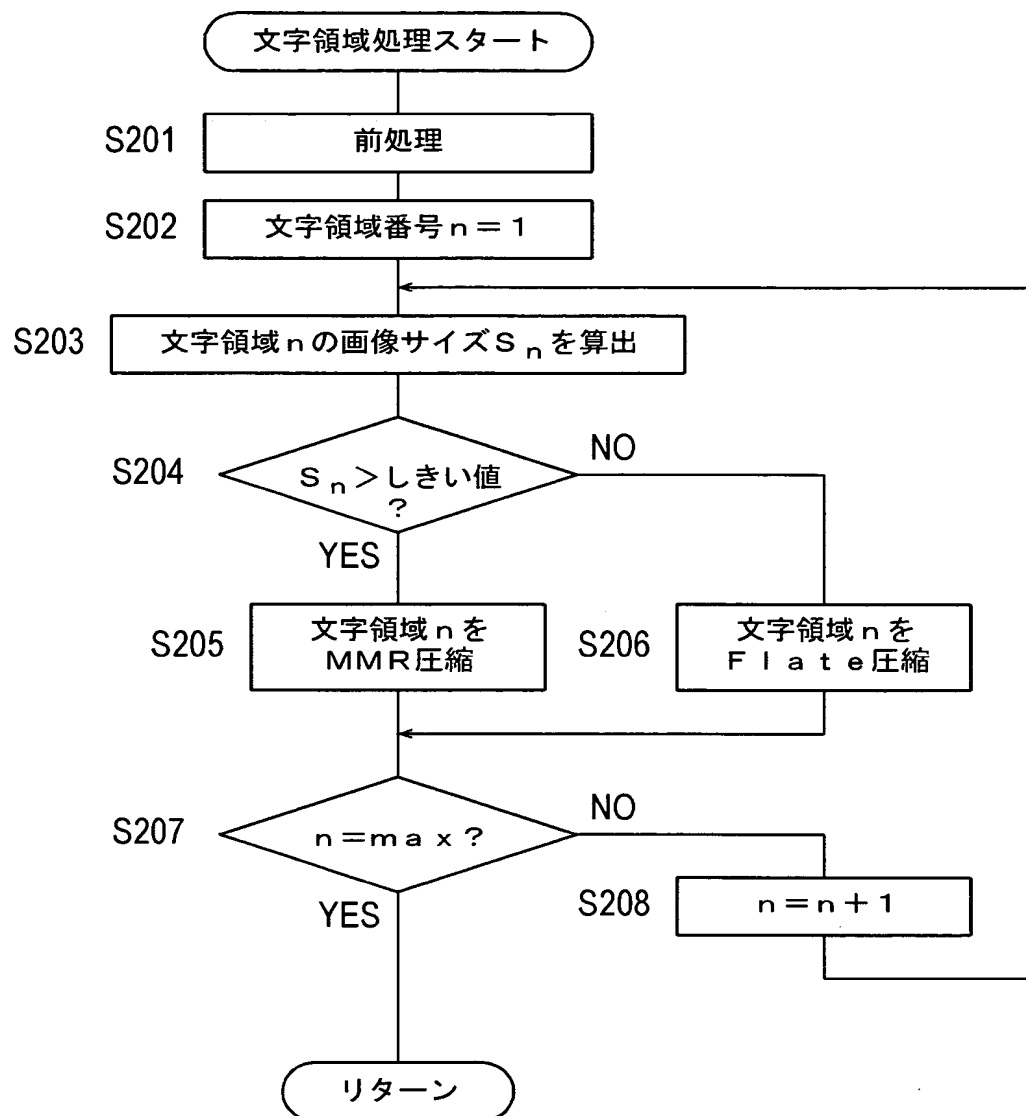 文字領域処理スタート
S201
前処理
S202
文字領域番号n=1
S203
文字領域nの画像サイズSnを算出
S204
Sn>しきい値
?
NO
YES
S205
文字領域nを
MMR圧縮
S206
文字領域nを
Flate圧縮
S207
n=max?
NO
YES
S208
n=n+1
リターン